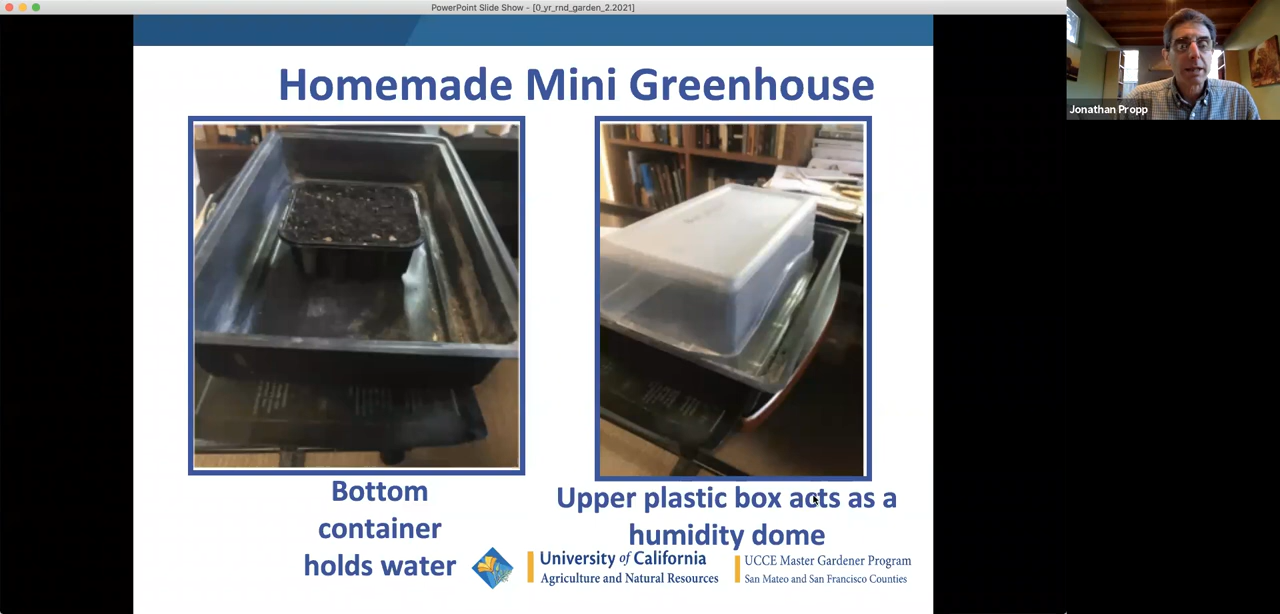 PowerPoint Slide Show - [0_yr_rnd_garden_2.2021]
Jonathan Propp
Homemade Mini Greenhouse
Bottom
container
holds water
Upper plastic box acts as a
humidity dome
University of California
Agriculture and Natural Resources
UCCE Master Gardener Program
San Mateo and San Francisco Counties